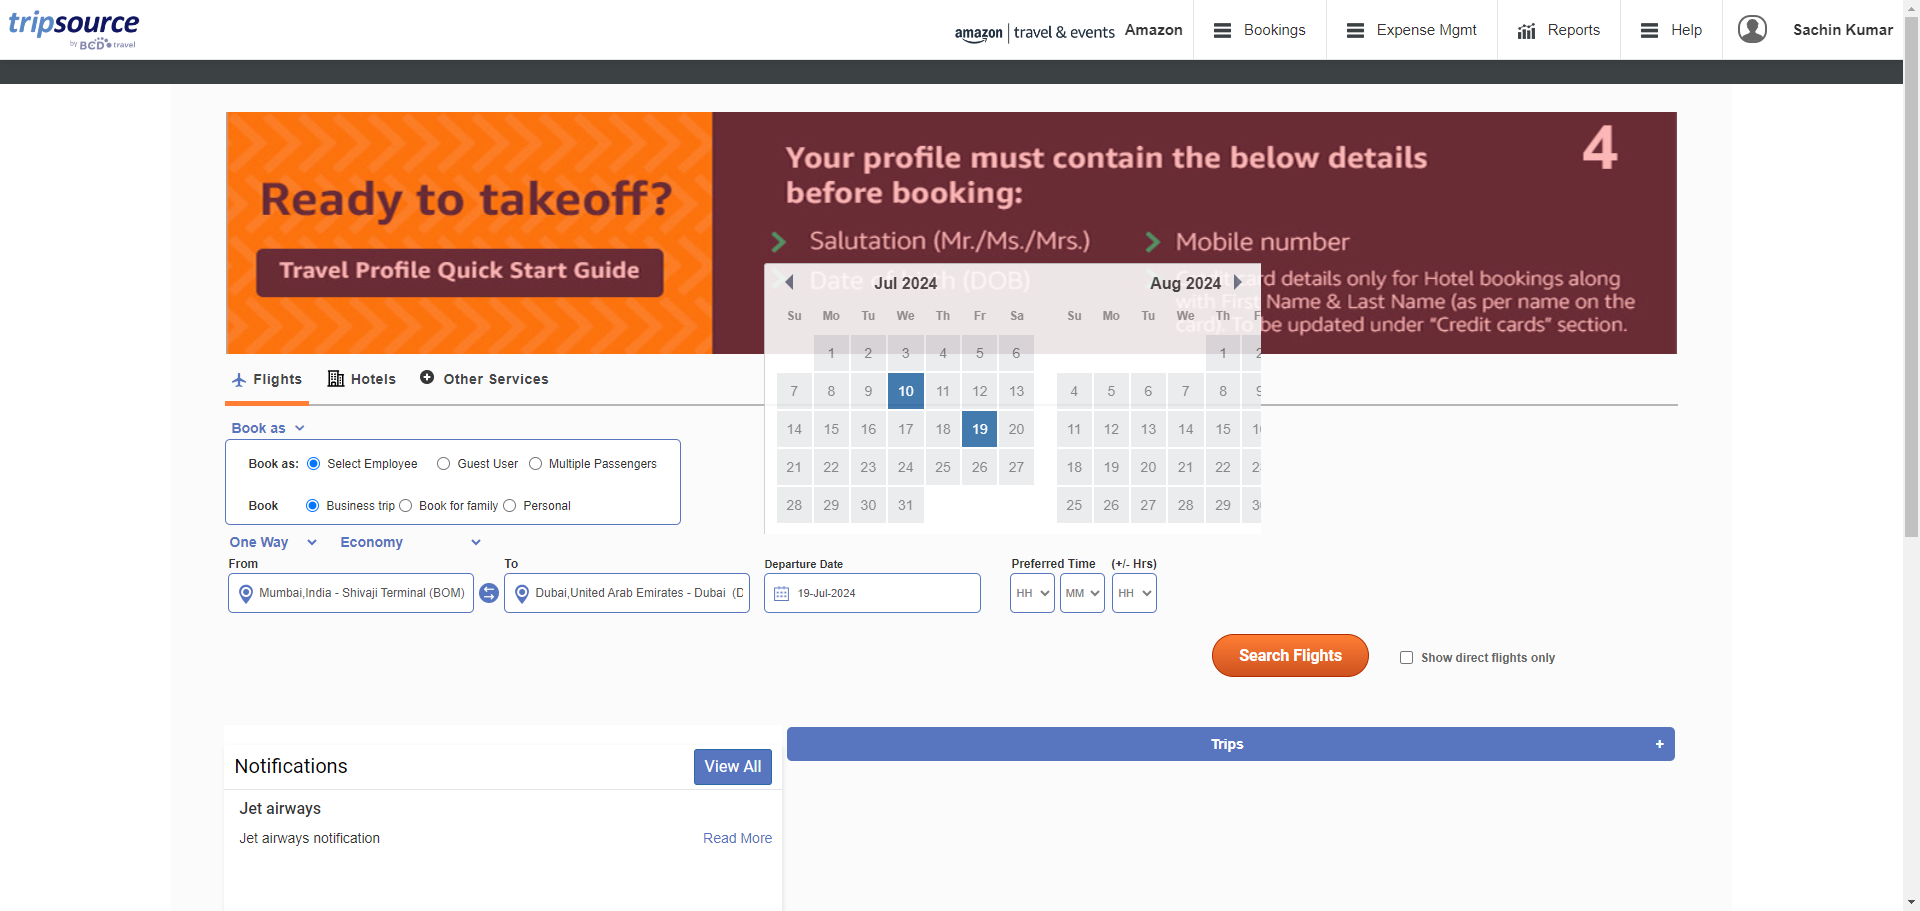 tripsource
by BCD travel
amazon | travel & events
Amazon
Bookings
Expense Mgmt
Reports
Help
Sachin Kumar
Ready to takeoff?
Travel Profile Quick Start Guide
Your profile must contain the below details
before booking:
4
Salutation (Mr./Ms./Mrs.)
Mobile number
Date of birth (DOB)
Credit card details only for Hotel bookings along
with First Name & Last Name (as per name on the
card). To be updated under “Credit cards” section.
Jul 2024
Su Mo Tu We Th Fr Sa
1 2 3 4 5 6
7 8 9 10 11 12 13
14 15 16 17 18 19 20
21 22 23 24 25 26 27
28 29 30 31
Aug 2024
Su Mo Tu We Th
1 2
4 5 6 7 8 9
11 12 13 14 15
18 19 20 21 22
25 26 27 28 29
Flights
Hotels
Other Services
Book as
Book as: Select Employee Guest User Multiple Passengers
Book Business trip Book for family Personal
One Way Economy
From
To
Departure Date
Preferred Time (+/- Hrs)
Mumbai,India - Shivaji Terminal (BOM)
Dubai,United Arab Emirates - Dubai (D
19-Jul-2024
HH MM HH
Search Flights
Show direct flights only
Notifications
View All
Jet airways
Jet airways notification
Read More
Trips +